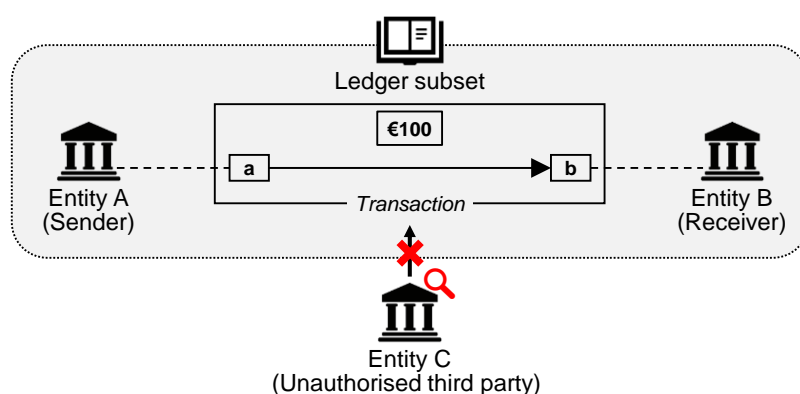 Ledger subset
€100
a
b
Entity A
(Sender)
Entity B
(Receiver)
Transaction
Entity C
(Unauthorised third party)